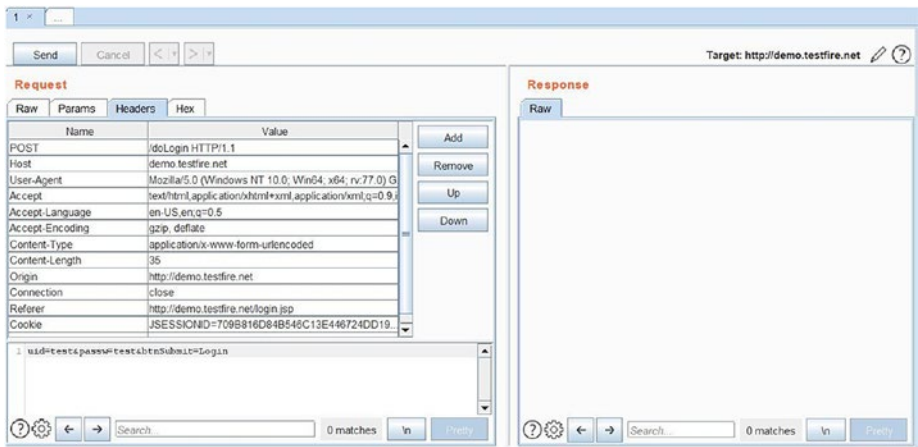 1 × ...
Send Cancel < >
Target: http://demo.testfire.net
Request
Raw Params Headers Hex
Name Value
POST /doLogin HTTP/1.1
Host demo.testfire.net
User-Agent Mozilla/5.0 (Windows NT 10.0; Win64; x64; rv:77.0) G
Accept text/html,application/xhtml+xml,application/xml;q=0.9,i
Accept-Language en-US,en;q=0.5
Accept-Encoding gzip, deflate
Content-Type application/x-www-form-urlencoded
Content-Length 35
Origin http://demo.testfire.net
Connection close
Referer http://demo.testfire.net/login.jsp
Cookie JSESSIONID=709B816D84B546C13E446724DD19...
Add
Remove
Up
Down
1 uid=test&passw=test&btnSubmit=Login
? Search... 0 matches \n Pretty
Response
Raw
? Search... 0 matches \n Pretty